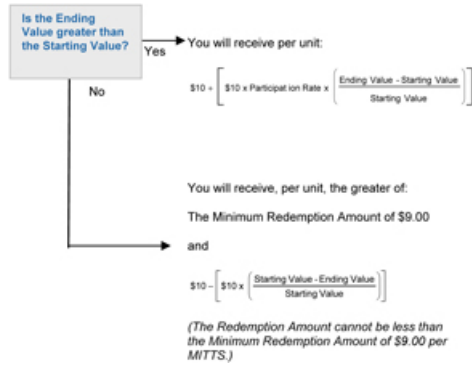 Is the Ending
Value greater than
the Starting Value?
Yes
You will receive per unit:
$10 + [ $10 x Participation Rate x ( Ending Value - Starting Value / Starting Value ) ]
No
You will receive, per unit, the greater of:
The Minimum Redemption Amount of $9.00
and
$10 – [ $10 x ( Starting Value - Ending Value / Starting Value ) ]
(The Redemption Amount cannot be less than
the Minimum Redemption Amount of $9.00 per
MITTS.)